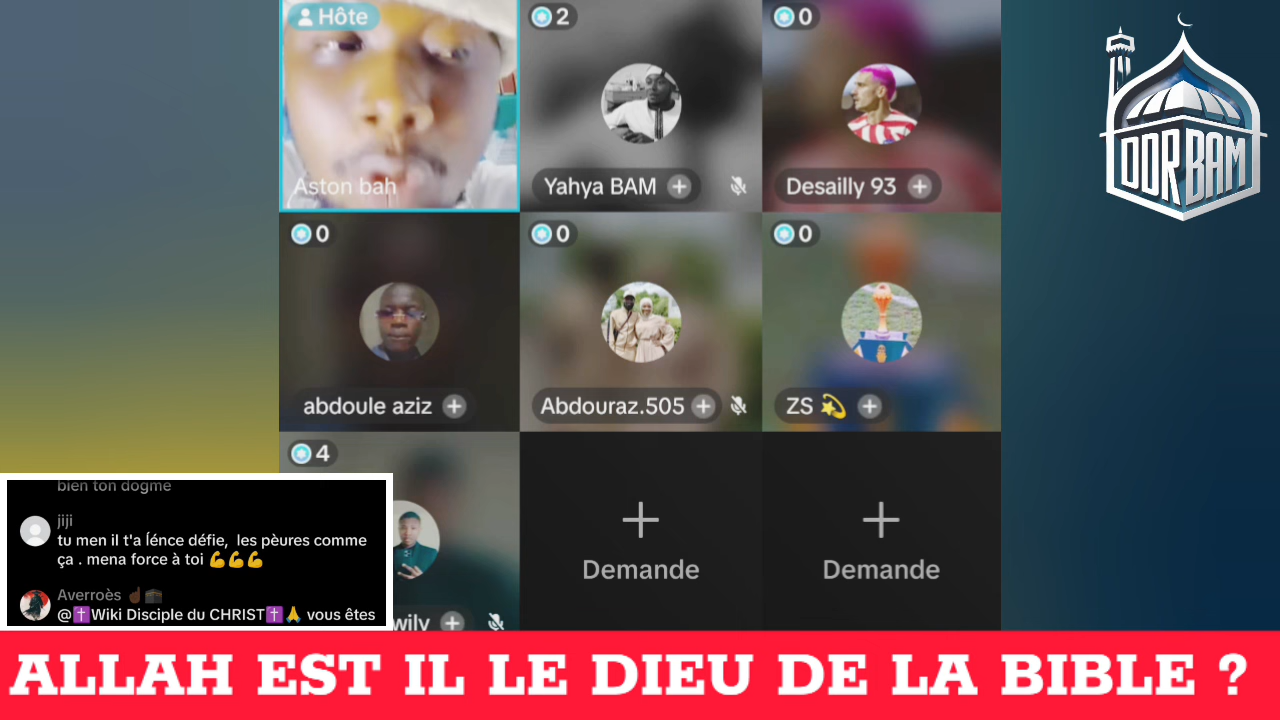 Hôte
Aston bah
2
Yahya BAM
0
Desailly 93
0
abdoule aziz
0
Abdouraz.505
0
ZS 💫
4
wily
Demande
Demande
DDR BAM
bien ton dogme
jiji
tu men il t'a ĺénce défie, les pèures comme
ça . mena force à toi 💪💪💪
Averroès ☝🏿🕋
@✝️Wiki Disciple du CHRIST✝️🙏 vous êtes
ALLAH EST IL LE DIEU DE LA BIBLE ?